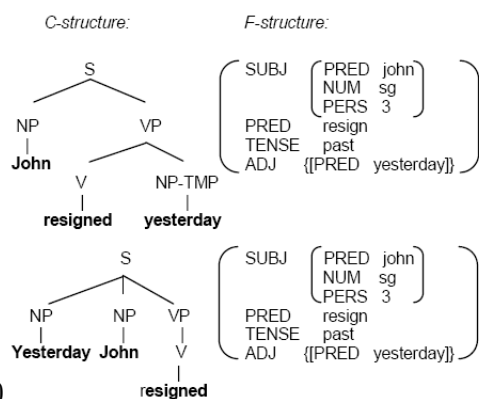 C-structure: F-structure:
S SUBJ PRED john
NUM sg
NP VP PERS 3
PRED resign
John TENSE past
V NP-TMP ADJ {[PRED yesterday]}
resigned yesterday
S SUBJ PRED john
NUM sg
NP NP VP PERS 3
PRED resign
Yesterday John V TENSE past
ADJ {[PRED yesterday]}
resigned